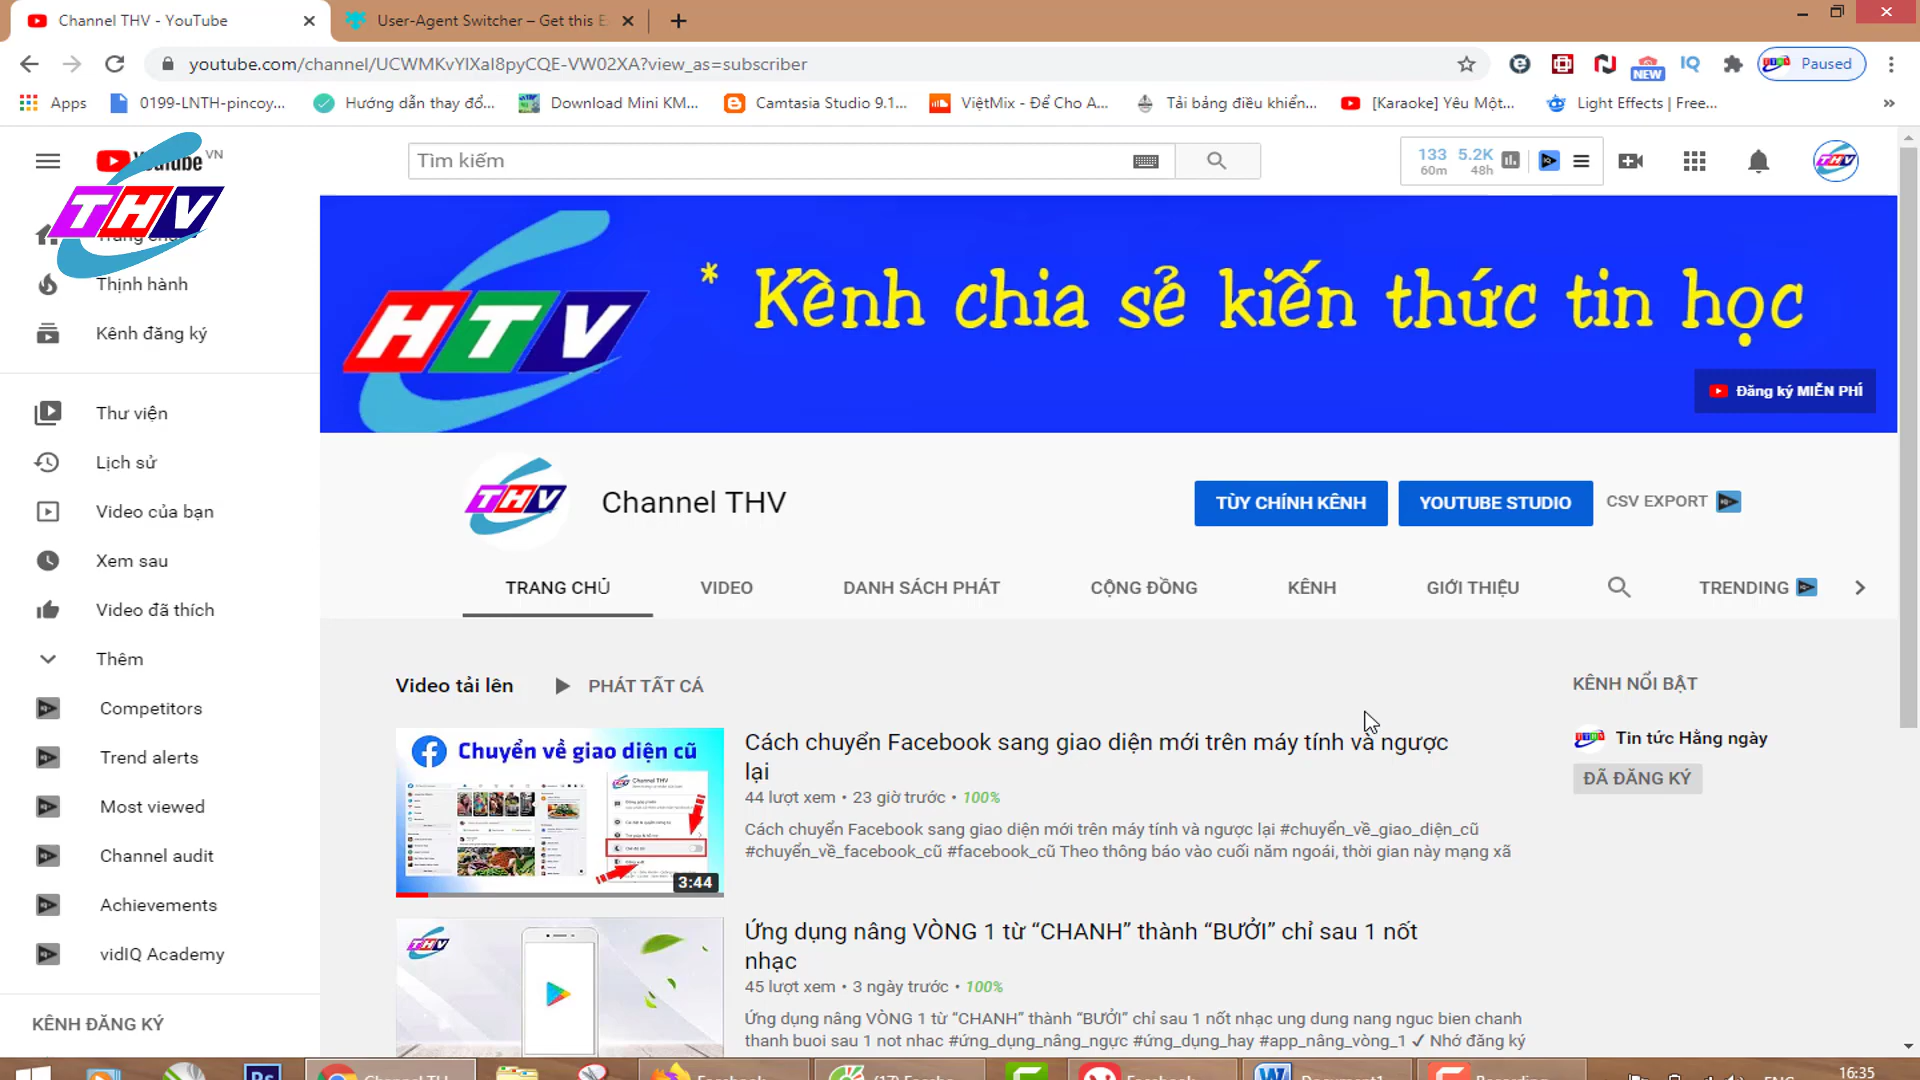 Channel THV - YouTube
User-Agent Switcher – Get this E
youtube.com/channel/UCWMKvYlXaI8pyCQE-VW02XA?view_as=subscriber
NEW
IQ
Paused
Apps
0199-LNTH-pincoy...
Hướng dẫn thay đổ...
Download Mini KM...
Camtasia Studio 9.1...
ViệtMix - Để Cho A...
Tải bảng điều khiển...
[Karaoke] Yêu Một...
Light Effects | Free...
VN
THV
Tìm kiếm
133 5.2K
60m 48h
THV
Thịnh hành
Kênh đăng ký
Thư viện
Lịch sử
Video của bạn
Xem sau
Video đã thích
Thêm
Competitors
Trend alerts
Most viewed
Channel audit
Achievements
vidIQ Academy
KÊNH ĐĂNG KÝ
HTV
* Kênh chia sẻ kiến thức tin học
Đăng ký MIỄN PHÍ
THV
Channel THV
TÙY CHỈNH KÊNH
YOUTUBE STUDIO
CSV EXPORT
TRANG CHỦ
VIDEO
DANH SÁCH PHÁT
CỘNG ĐỒNG
KÊNH
GIỚI THIỆU
TRENDING
Video tải lên
PHÁT TẤT CẢ
Chuyển về giao diện cũ
Channel THV
3:44
Cách chuyển Facebook sang giao diện mới trên máy tính và ngược
lại
44 lượt xem • 23 giờ trước • 100%
Cách chuyển Facebook sang giao diện mới trên máy tính và ngược lại #chuyển_về_giao_diện_cũ
#chuyển_về_facebook_cũ #facebook_cũ Theo thông báo vào cuối năm ngoái, thời gian này mạng xã
THV
Ứng dụng nâng VÒNG 1 từ “CHANH” thành “BƯỞI” chỉ sau 1 nốt
nhạc
45 lượt xem • 3 ngày trước • 100%
Ứng dụng nâng VÒNG 1 từ “CHANH” thành “BƯỞI” chỉ sau 1 nốt nhạc ung dung nang nguc bien chanh
thanh buoi sau 1 not nhac #ứng_dụng_nâng_ngực #ứng_dụng_hay #app_nâng_vòng_1 ✓ Nhớ đăng ký
KÊNH NỔI BẬT
Tin tức Hằng ngày
ĐÃ ĐĂNG KÝ
16:35